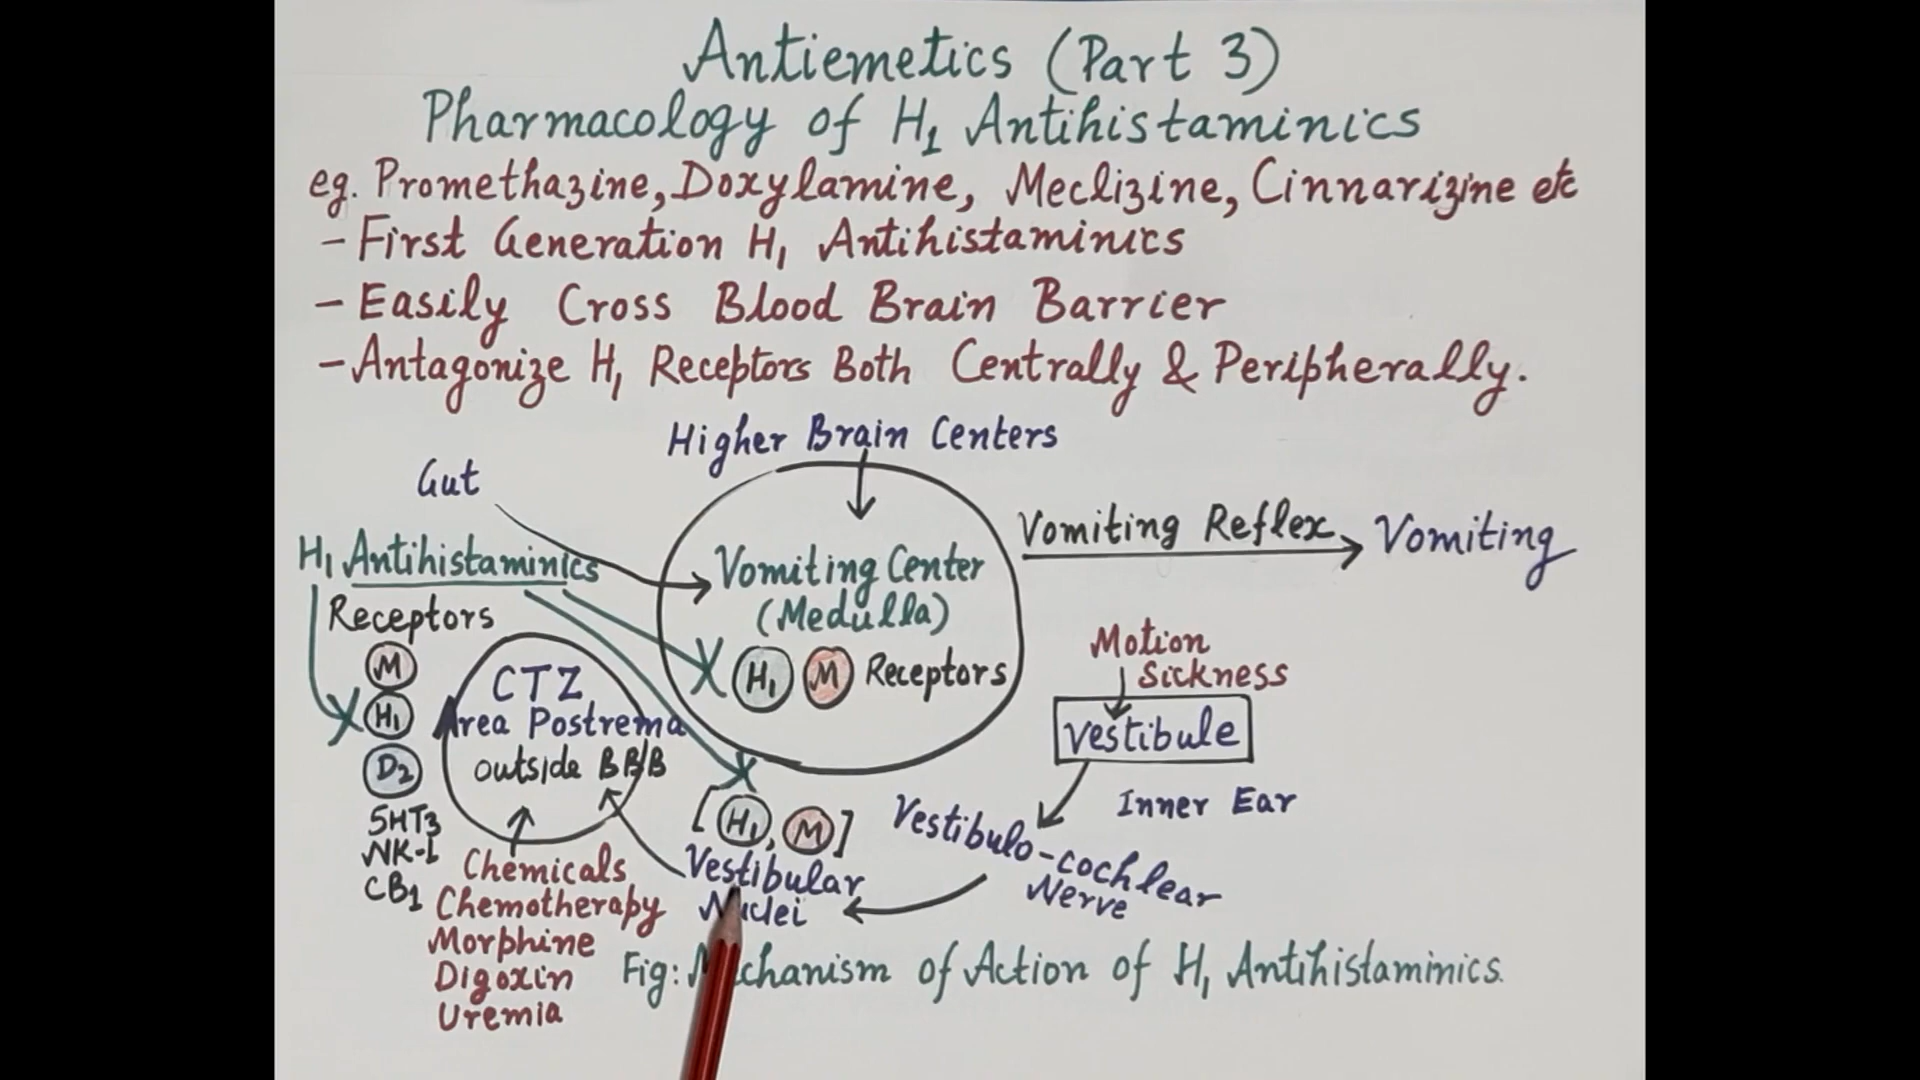 Antiemetics (Part 3)
Pharmacology of H1 Antihistaminics
eg. Promethazine, Doxylamine, Meclizine, Cinnarizine etc
- First Generation H1 Antihistaminics
- Easily Cross Blood Brain Barrier
- Antagonize H1 Receptors Both Centrally & Peripherally.
Higher Brain Centers
Gut
Vomiting Reflex
Vomiting
H1 Antihistaminics
Vomiting Center
(Medulla)
H1 M Receptors
Receptors
M
H1
D2
5HT3
NK-1
CB1
CTZ
Area Postrema
outside BBB
Chemicals
Chemotherapy
Morphine
Digoxin
Uremia
Motion
Sickness
Vestibule
Inner Ear
Vestibulo-cochlear
Nerve
[H1, M]
Vestibular
Nuclei
Fig: Mechanism of Action of H1 Antihistaminics.